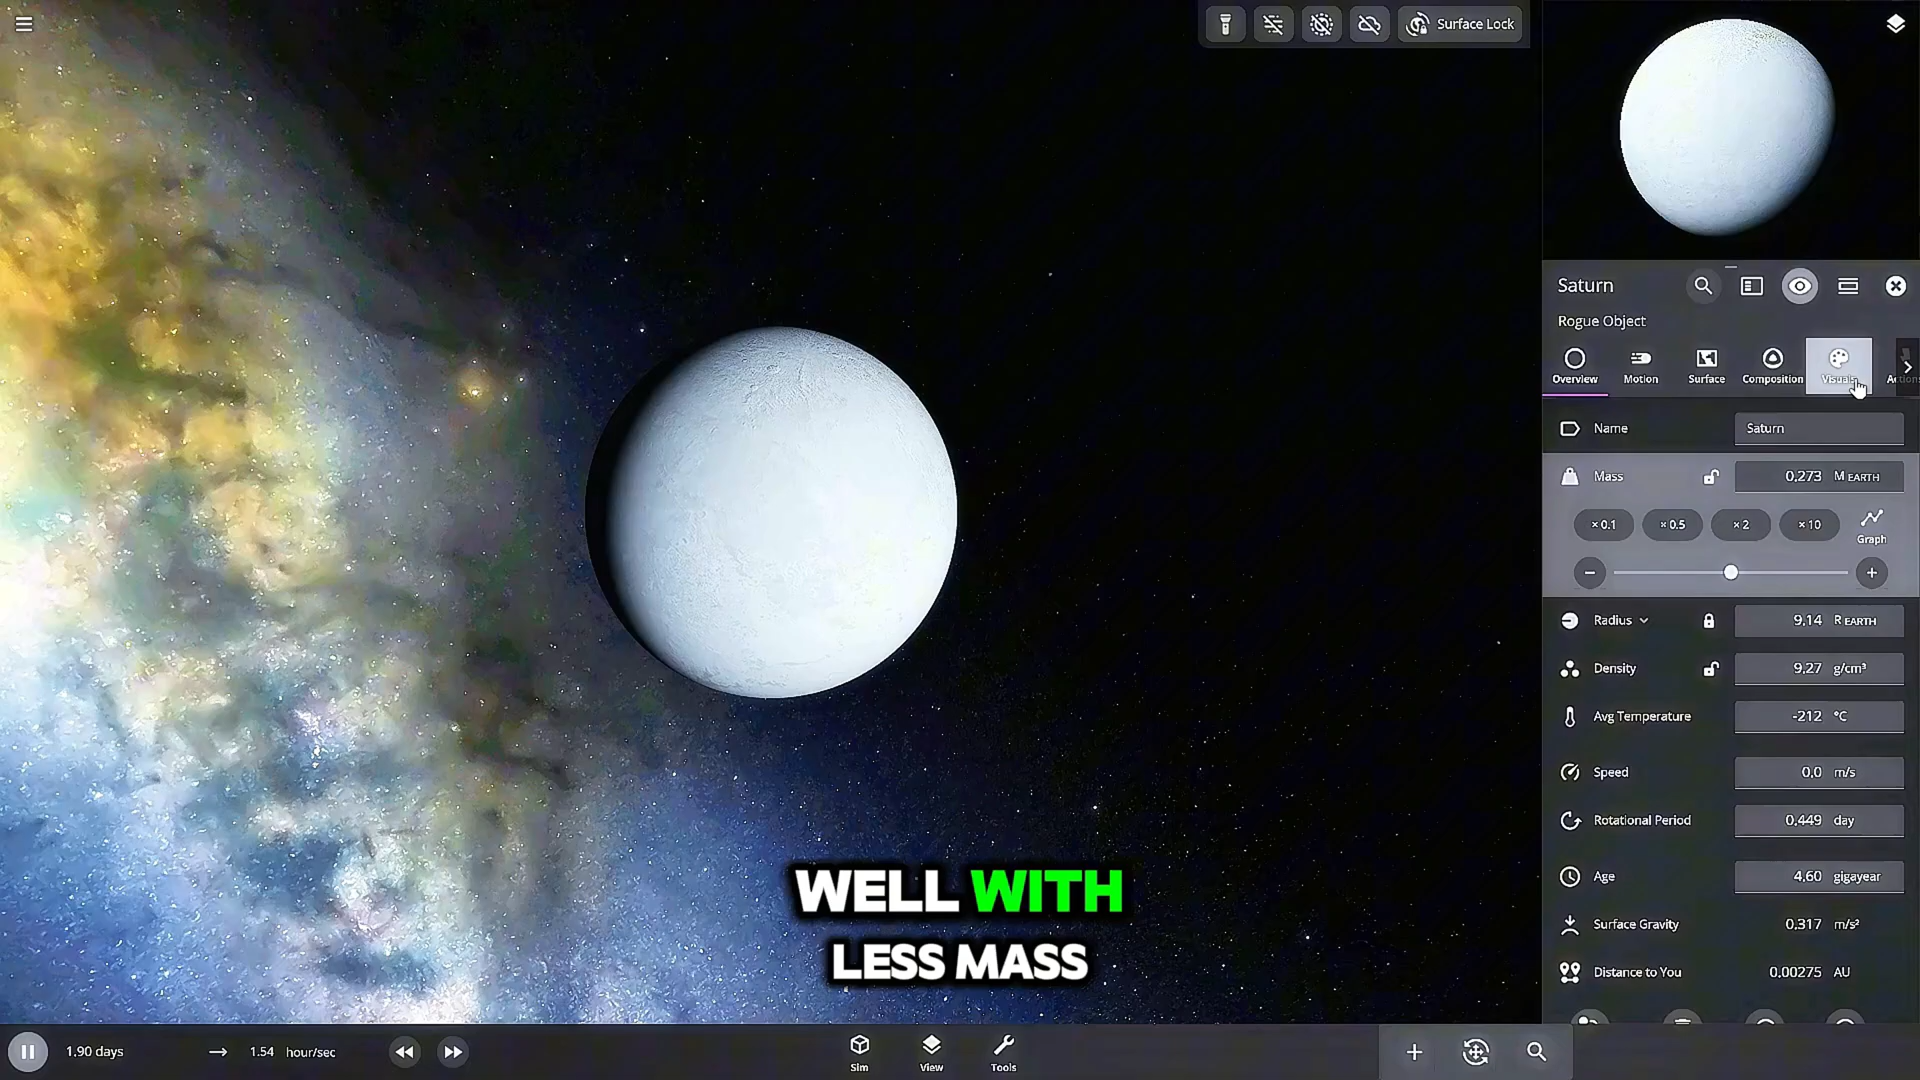 Surface Lock
Saturn
Rogue Object
Overview
Motion
Surface
Composition
Visuals
Name
Saturn
Mass
0,273 M EARTH
× 0.1
× 0.5
× 2
× 10
Graph
Radius
9,14 R EARTH
Density
9,27 g/cm³
Avg Temperature
-212 °C
Speed
0,0 m/s
Rotational Period
0,449 day
Age
4,60 gigayear
Surface Gravity
0,317 m/s²
Distance to You
0,00275 AU
WELL WITH
LESS MASS
1,90 days
1,54 hour/sec
Sim
View
Tools